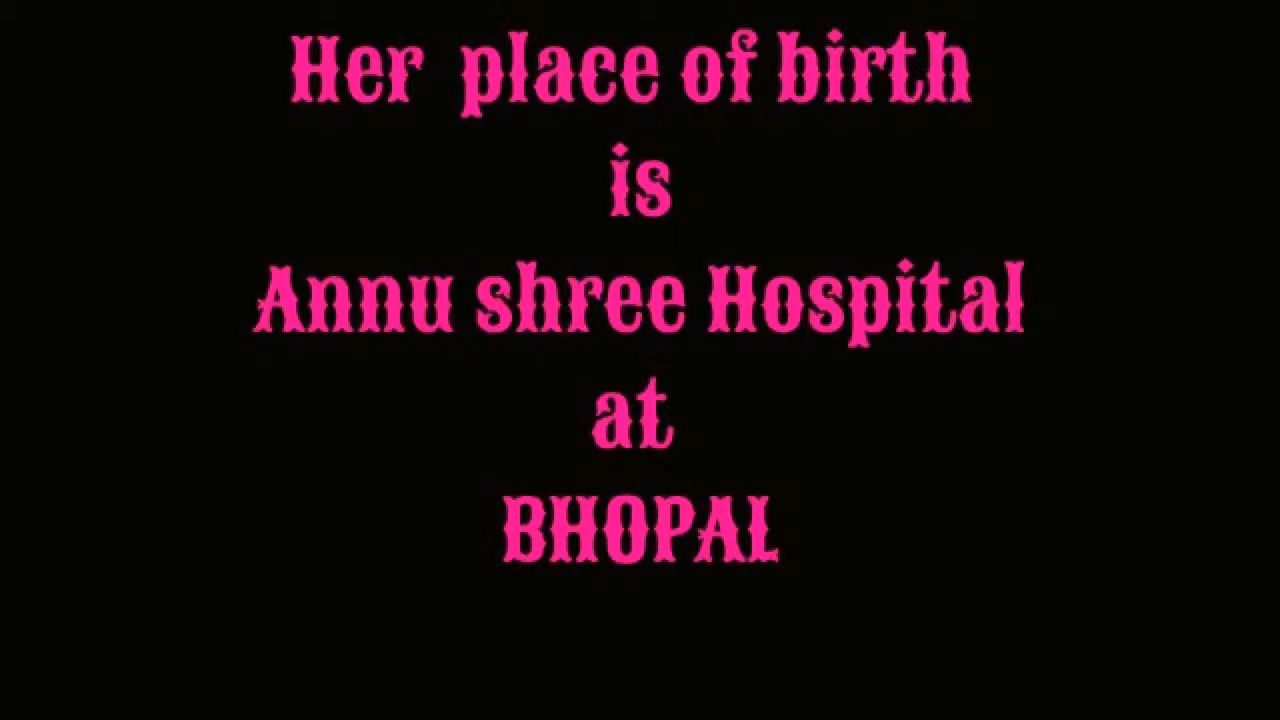 Her place of birth
is
Annu shree Hospital
at
BHOPAL